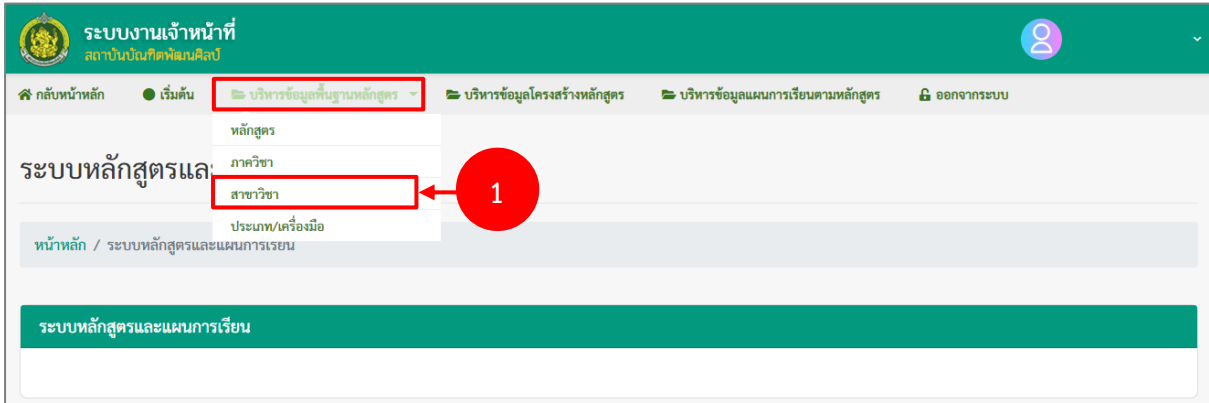 ระบบงานเจ้าหน้าที่
สถาบันบัณฑิตพัฒนศิลป์
กลับหน้าหลัก เริ่มต้น บริหารข้อมูลพื้นฐานหลักสูตร บริหารข้อมูลโครงสร้างหลักสูตร บริหารข้อมูลแผนการเรียนตามหลักสูตร ออกจากระบบ
หลักสูตร
ภาควิชา
ระบบหลักสูตรและ
สาขาวิชา 1
ประเภท/เครื่องมือ
หน้าหลัก / ระบบหลักสูตรและแผนการเรียน
ระบบหลักสูตรและแผนการเรียน